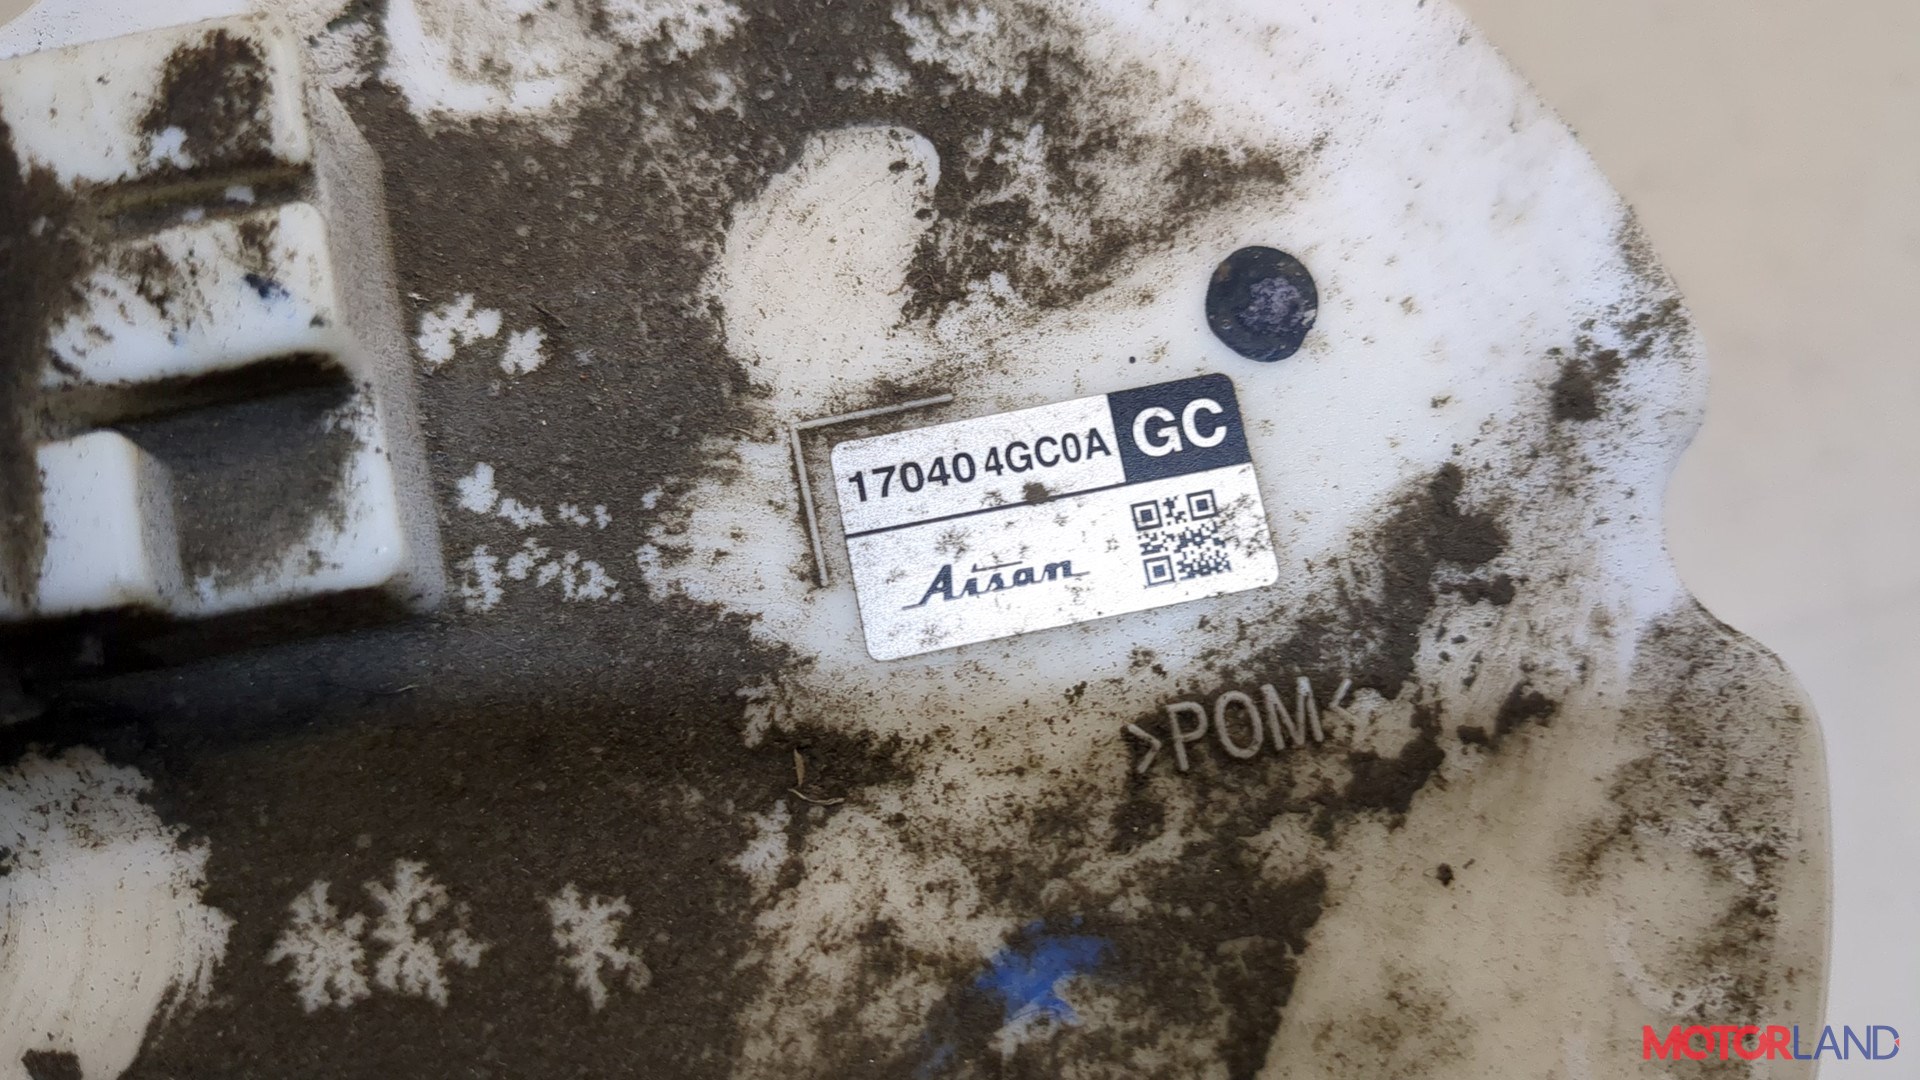 17040 4GC0A GC
Aisan
>POM<
MOTORLAND